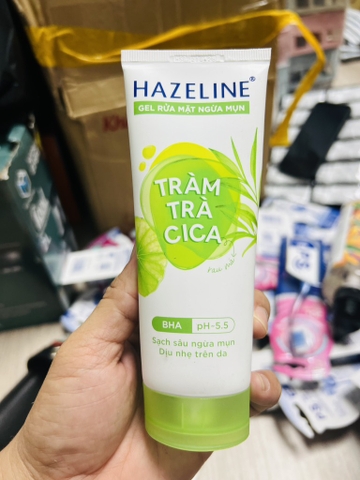 HAZELINE®
GEL RỬA MẶT NGỪA MỤN
TRÀM
TRÀ
CICA
BHA pH-5.5
Sạch sâu ngừa mụn
Dịu nhẹ trên da